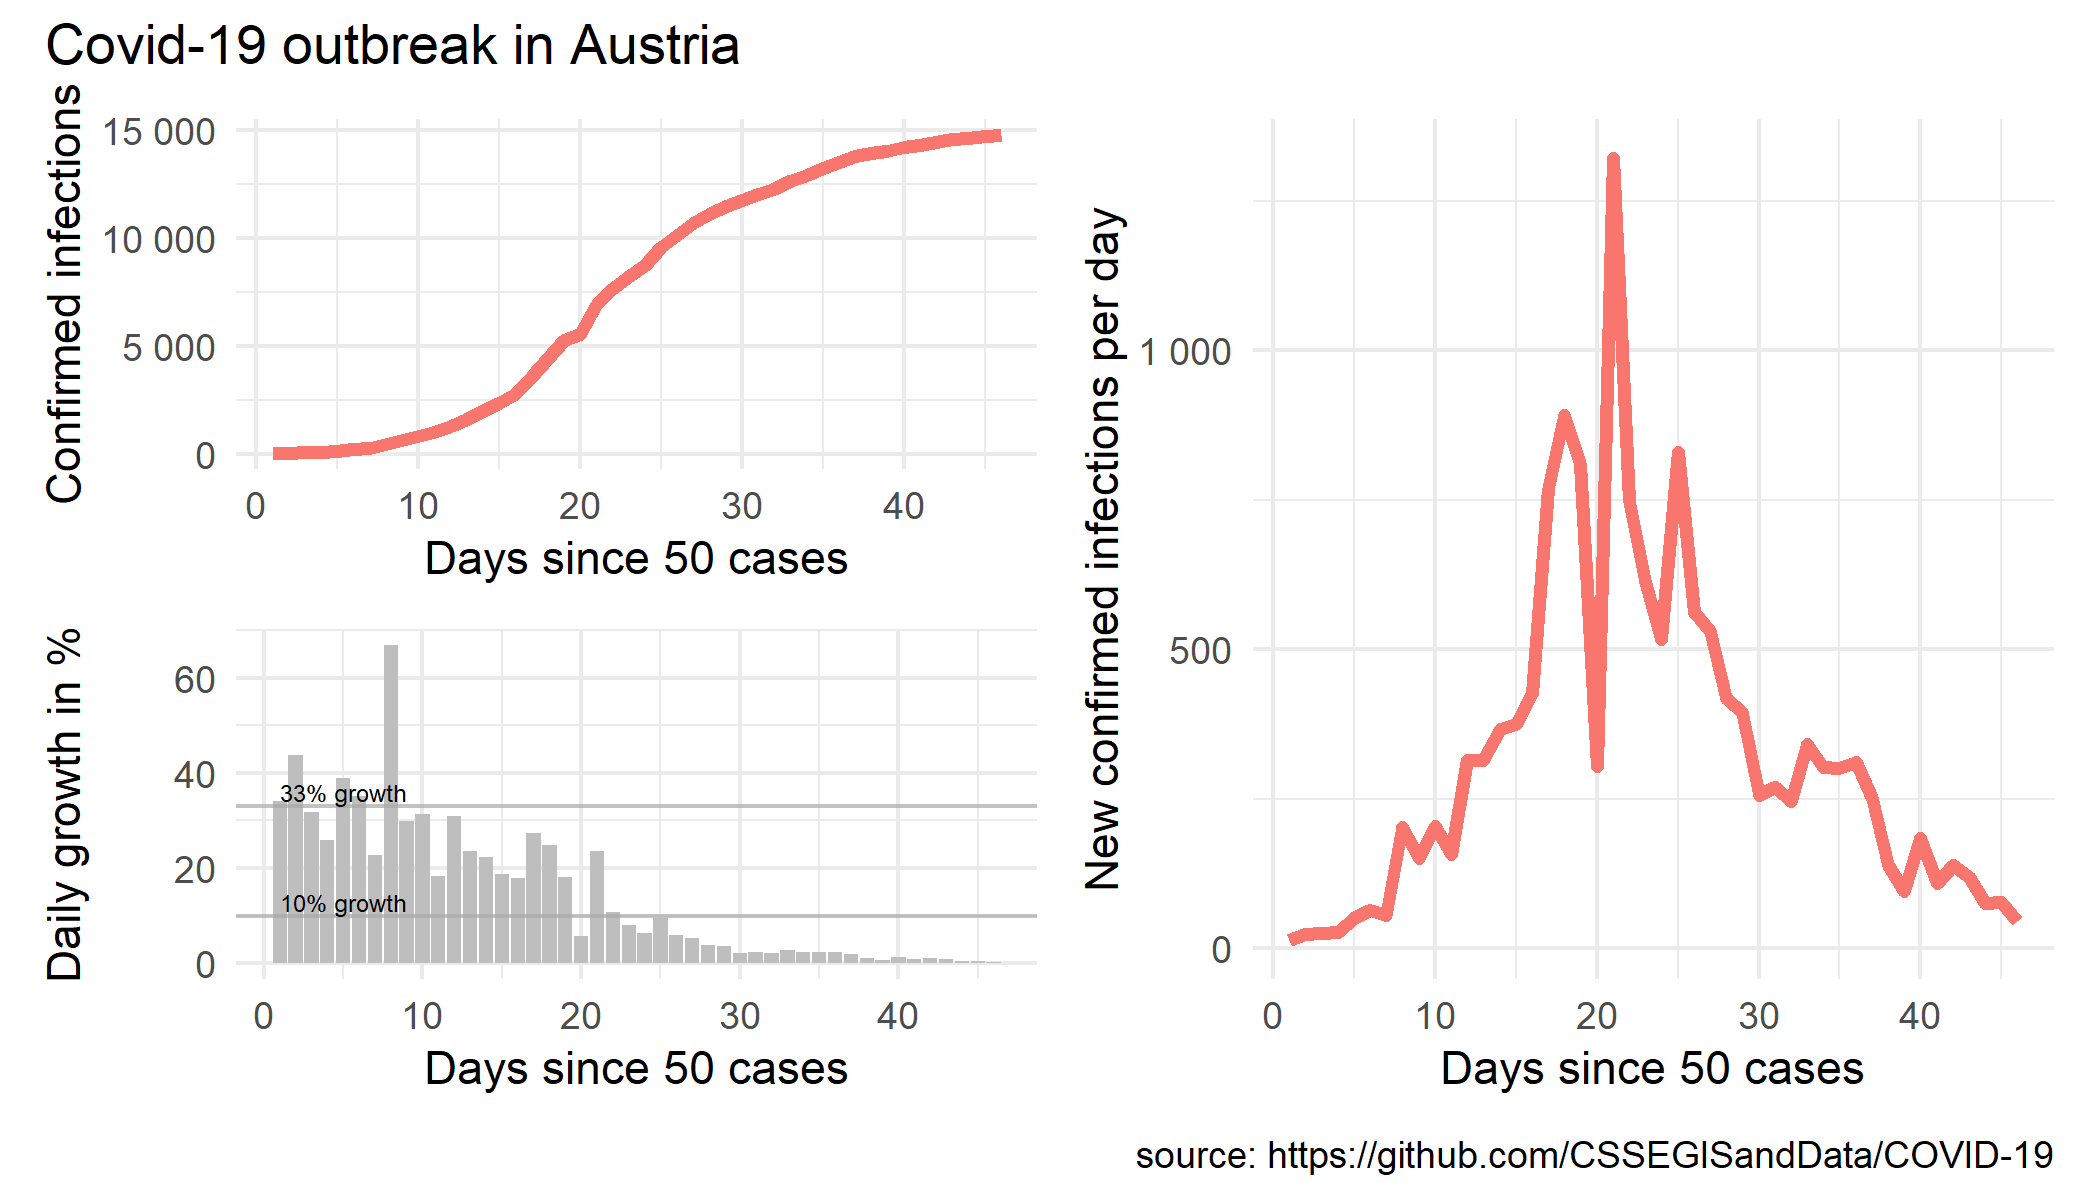 Covid-19 outbreak in Austria
Confirmed infections
15 000
10 000
5 000
0
0 10 20 30 40
Days since 50 cases
Daily growth in %
60
40
20
0
33% growth
10% growth
0 10 20 30 40
Days since 50 cases
New confirmed infections per day
1 000
500
0
0 10 20 30 40
Days since 50 cases
source: https://github.com/CSSEGISandData/COVID-19